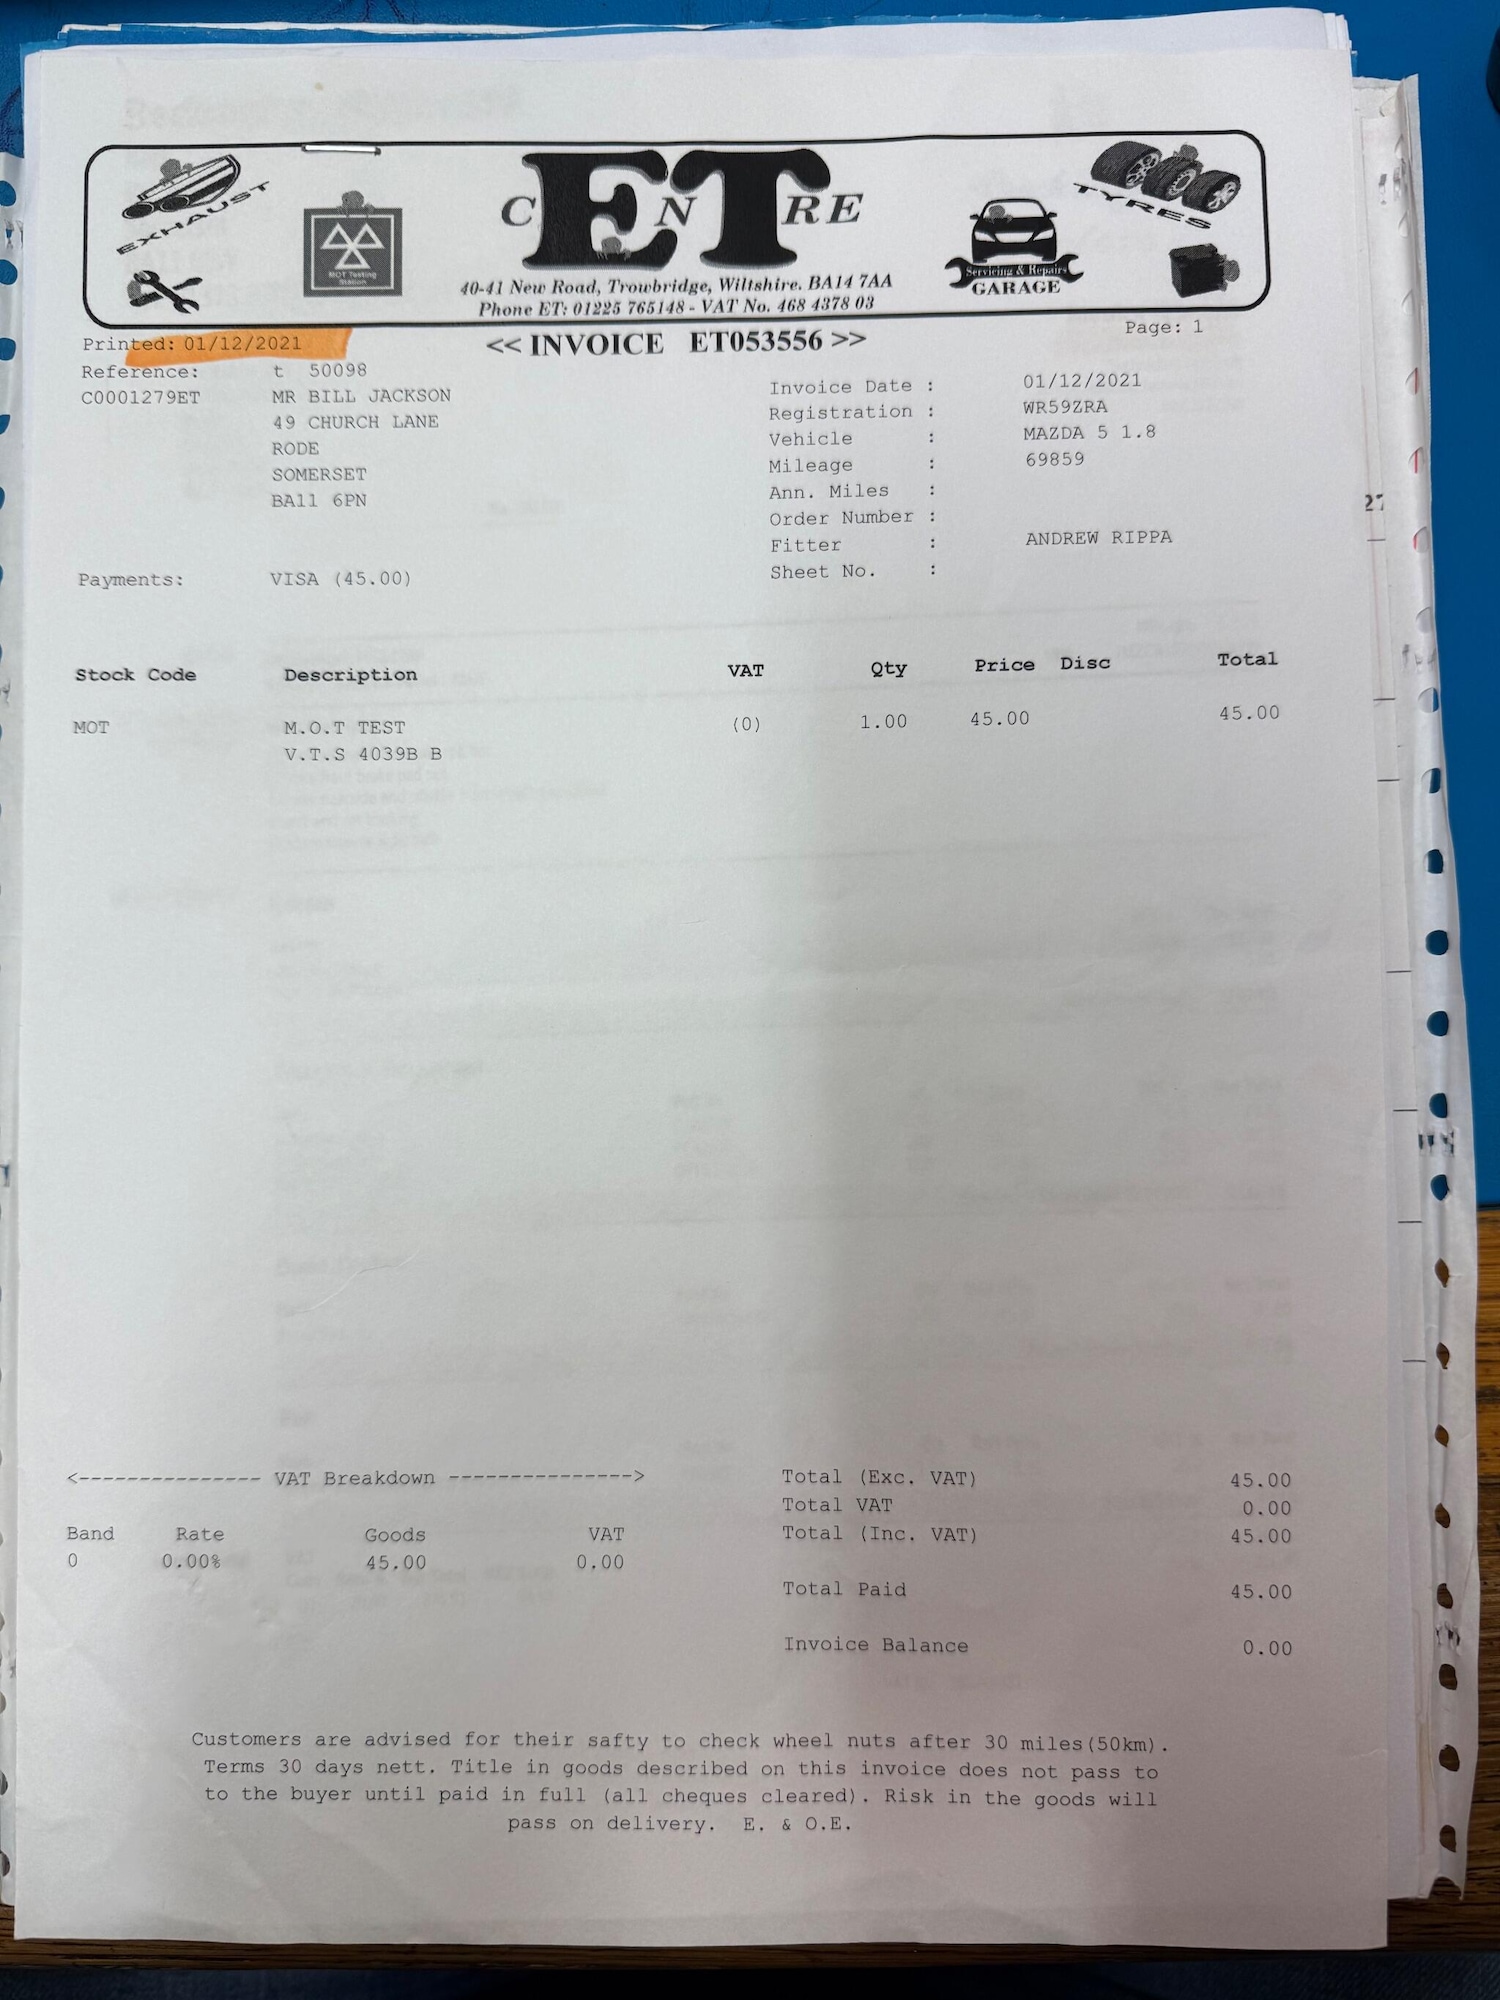 EXHAUST
MOT Testing
Station
CENTRE
ET
TYRES
Servicing & Repairs
GARAGE
40-41 New Road, Trowbridge, Wiltshire. BA14 7AA
Phone ET: 01225 765148 - VAT No. 468 4378 03
Printed: 01/12/2021
<< INVOICE ET053556 >>
Page: 1
Reference: t 50098
C0001279ET MR BILL JACKSON
49 CHURCH LANE
RODE
SOMERSET
BA11 6PN
Invoice Date : 01/12/2021
Registration : WR59ZRA
Vehicle : MAZDA 5 1.8
Mileage : 69859
Ann. Miles :
Order Number :
Fitter : ANDREW RIPPA
Sheet No. :
Payments: VISA (45.00)
Stock Code Description VAT Qty Price Disc Total
MOT M.O.T TEST (0) 1.00 45.00 45.00
V.T.S 4039B B
<--------------- VAT Breakdown --------------->
Band Rate Goods VAT
0 0.00% 45.00 0.00
Total (Exc. VAT) 45.00
Total VAT 0.00
Total (Inc. VAT) 45.00
Total Paid 45.00
Invoice Balance 0.00
Customers are advised for their safty to check wheel nuts after 30 miles(50km).
Terms 30 days nett. Title in goods described on this invoice does not pass to
to the buyer until paid in full (all cheques cleared). Risk in the goods will
pass on delivery. E. & O.E.